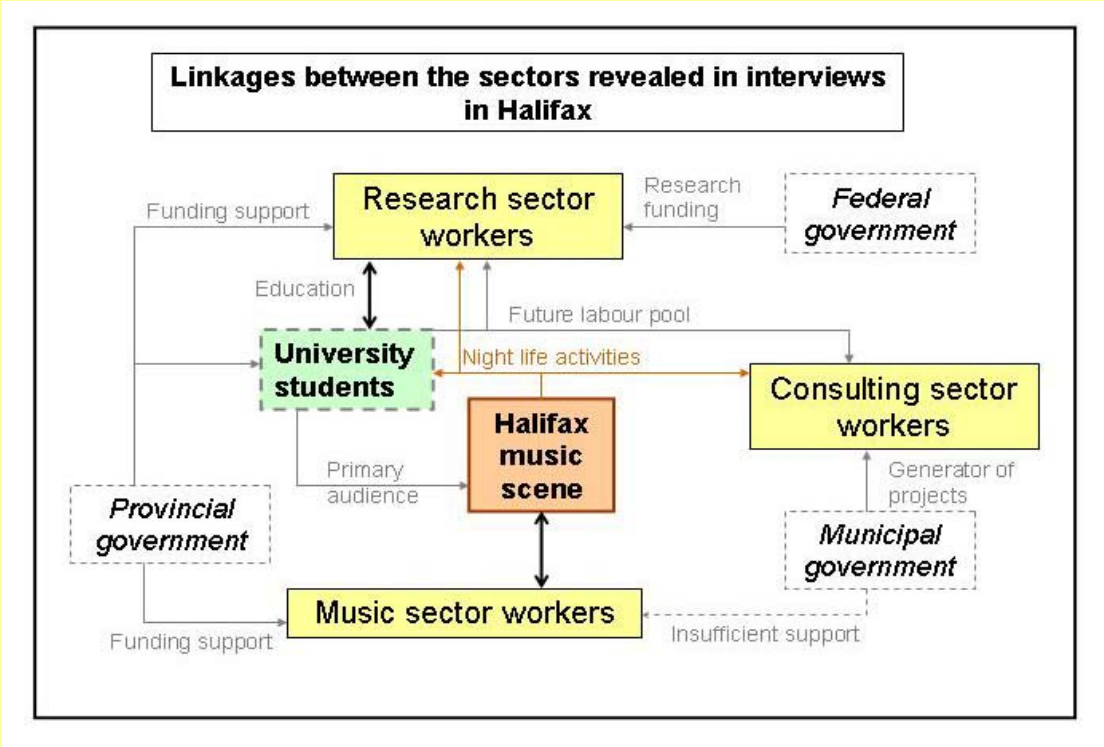 Linkages between the sectors revealed in interviews
in Halifax
Research sector
workers
Research
funding
Federal
government
Funding support
Education
Future labour pool
University
students
Night life activities
Consulting sector
workers
Halifax
music
scene
Primary
audience
Generator of
projects
Provincial
government
Municipal
government
Music sector workers
Funding support
Insufficient support